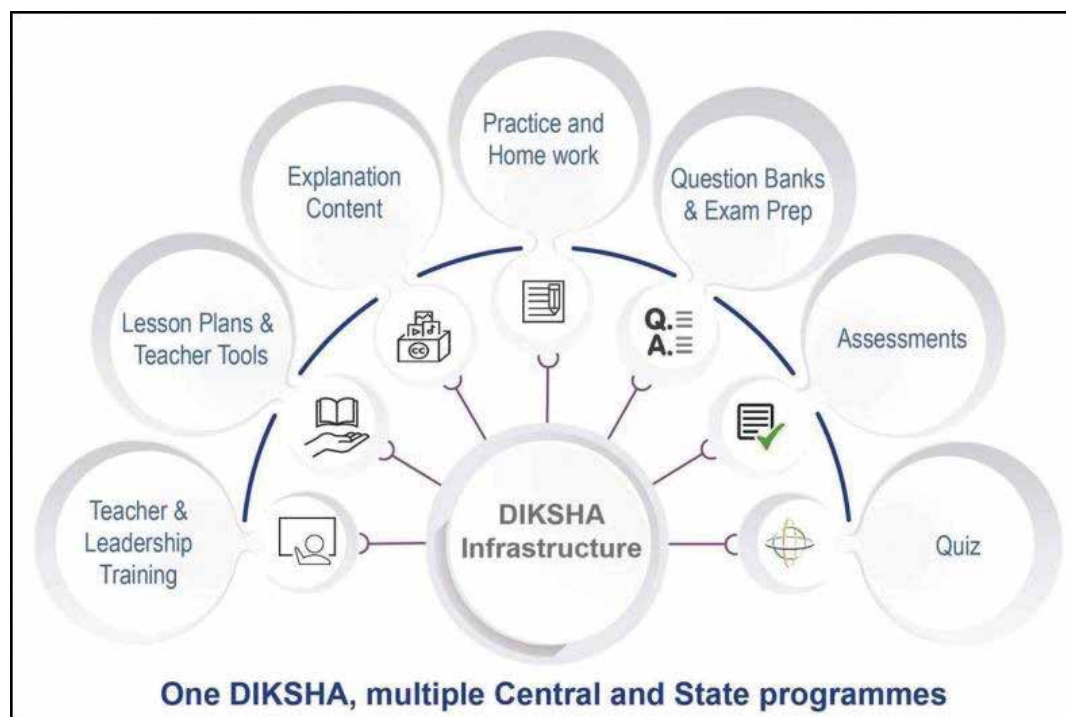 Practice and
Home work
Explanation
Content
Question Banks
& Exam Prep
Lesson Plans &
Teacher Tools
CC
Q.
A.
Assessments
Teacher &
Leadership
Training
DIKSHA
Infrastructure
Quiz
One DIKSHA, multiple Central and State programmes